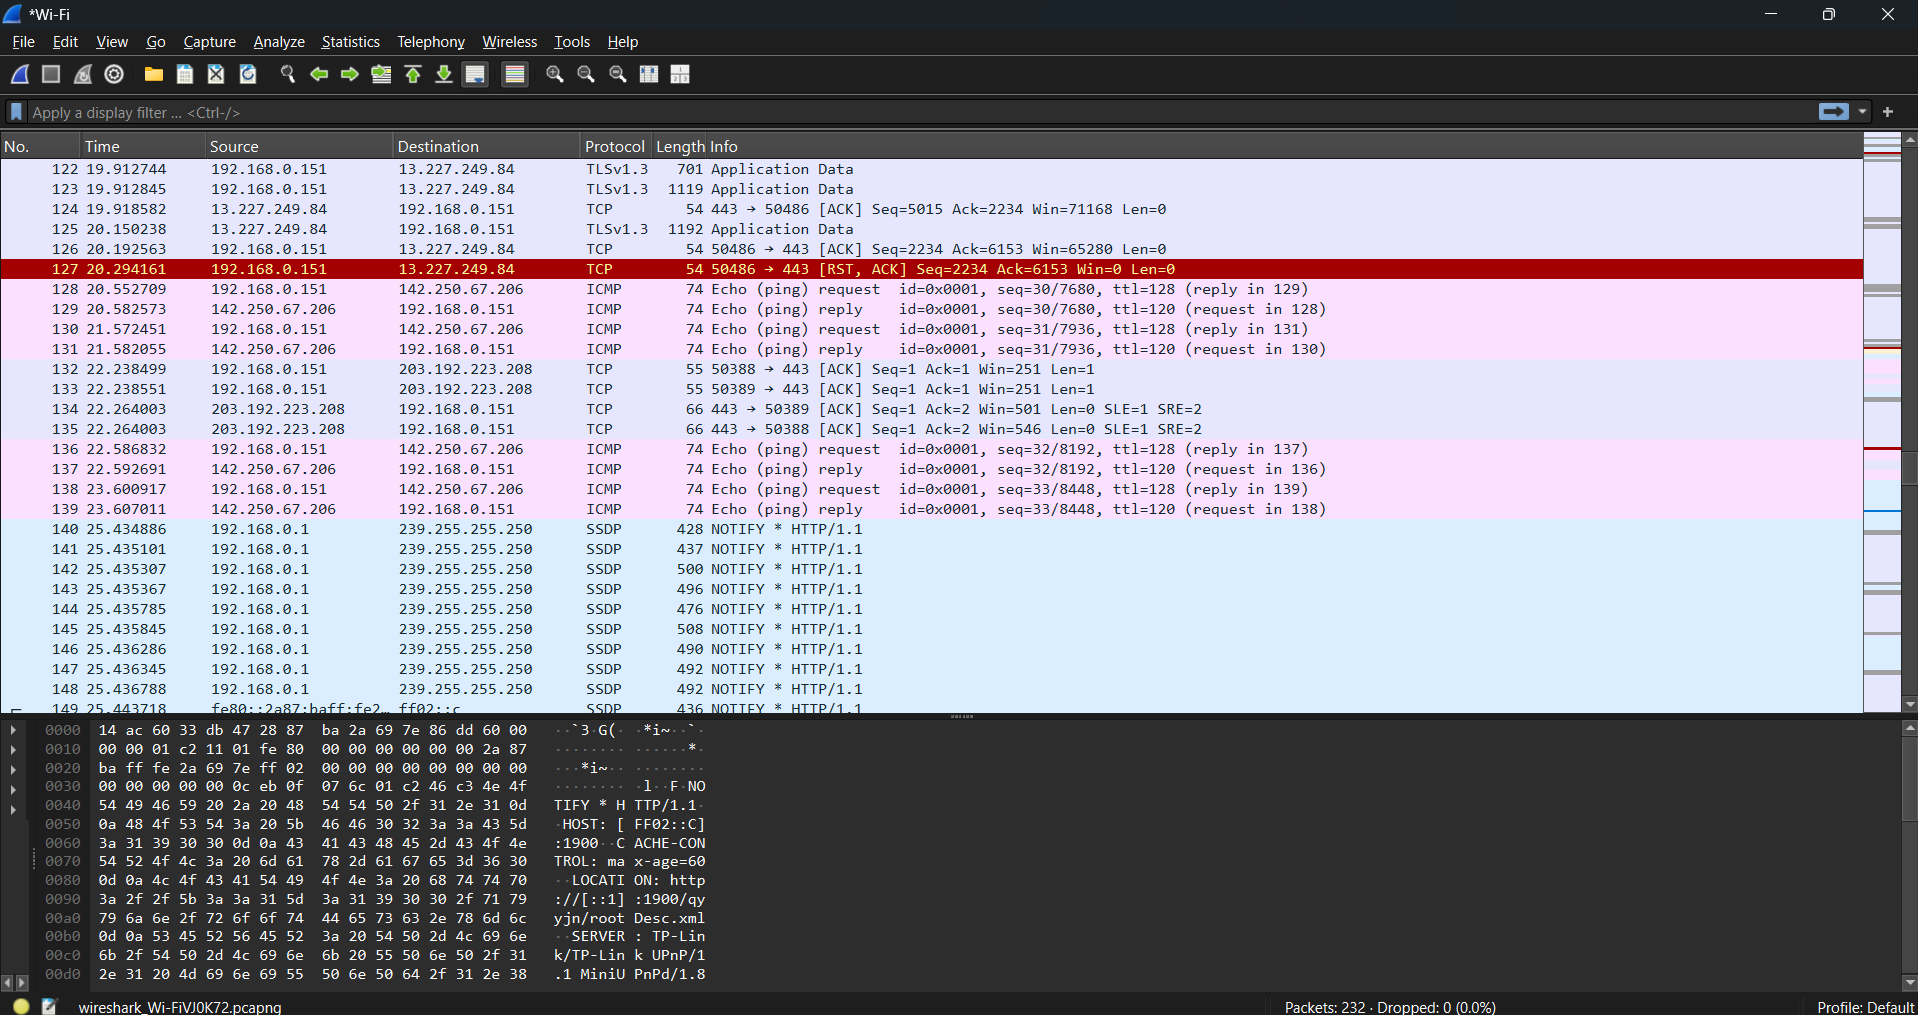 *Wi-Fi
File Edit View Go Capture Analyze Statistics Telephony Wireless Tools Help
Apply a display filter ... <Ctrl-/>
No. Time Source Destination Protocol Length Info
122 19.912744 192.168.0.151 13.227.249.84 TLSv1.3 701 Application Data
123 19.912845 192.168.0.151 13.227.249.84 TLSv1.3 1119 Application Data
124 19.918582 13.227.249.84 192.168.0.151 TCP 54 443 → 50486 [ACK] Seq=5015 Ack=2234 Win=71168 Len=0
125 20.150238 13.227.249.84 192.168.0.151 TLSv1.3 1192 Application Data
126 20.192563 192.168.0.151 13.227.249.84 TCP 54 50486 → 443 [ACK] Seq=2234 Ack=6153 Win=65280 Len=0
127 20.294161 192.168.0.151 13.227.249.84 TCP 54 50486 → 443 [RST, ACK] Seq=2234 Ack=6153 Win=0 Len=0
128 20.552709 192.168.0.151 142.250.67.206 ICMP 74 Echo (ping) request id=0x0001, seq=30/7680, ttl=128 (reply in 129)
129 20.582573 142.250.67.206 192.168.0.151 ICMP 74 Echo (ping) reply id=0x0001, seq=30/7680, ttl=120 (request in 128)
130 21.572451 192.168.0.151 142.250.67.206 ICMP 74 Echo (ping) request id=0x0001, seq=31/7936, ttl=128 (reply in 131)
131 21.582055 142.250.67.206 192.168.0.151 ICMP 74 Echo (ping) reply id=0x0001, seq=31/7936, ttl=120 (request in 130)
132 22.238499 192.168.0.151 203.192.223.208 TCP 55 50388 → 443 [ACK] Seq=1 Ack=1 Win=251 Len=1
133 22.238551 192.168.0.151 203.192.223.208 TCP 55 50389 → 443 [ACK] Seq=1 Ack=1 Win=251 Len=1
134 22.264003 203.192.223.208 192.168.0.151 TCP 66 443 → 50389 [ACK] Seq=1 Ack=2 Win=501 Len=0 SLE=1 SRE=2
135 22.264003 203.192.223.208 192.168.0.151 TCP 66 443 → 50388 [ACK] Seq=1 Ack=2 Win=546 Len=0 SLE=1 SRE=2
136 22.586832 192.168.0.151 142.250.67.206 ICMP 74 Echo (ping) request id=0x0001, seq=32/8192, ttl=128 (reply in 137)
137 22.592691 142.250.67.206 192.168.0.151 ICMP 74 Echo (ping) reply id=0x0001, seq=32/8192, ttl=120 (request in 136)
138 23.600917 192.168.0.151 142.250.67.206 ICMP 74 Echo (ping) request id=0x0001, seq=33/8448, ttl=128 (reply in 139)
139 23.607011 142.250.67.206 192.168.0.151 ICMP 74 Echo (ping) reply id=0x0001, seq=33/8448, ttl=120 (request in 138)
140 25.434886 192.168.0.1 239.255.255.250 SSDP 428 NOTIFY * HTTP/1.1
141 25.435101 192.168.0.1 239.255.255.250 SSDP 437 NOTIFY * HTTP/1.1
142 25.435307 192.168.0.1 239.255.255.250 SSDP 500 NOTIFY * HTTP/1.1
143 25.435367 192.168.0.1 239.255.255.250 SSDP 496 NOTIFY * HTTP/1.1
144 25.435785 192.168.0.1 239.255.255.250 SSDP 476 NOTIFY * HTTP/1.1
145 25.435845 192.168.0.1 239.255.255.250 SSDP 508 NOTIFY * HTTP/1.1
146 25.436286 192.168.0.1 239.255.255.250 SSDP 490 NOTIFY * HTTP/1.1
147 25.436345 192.168.0.1 239.255.255.250 SSDP 492 NOTIFY * HTTP/1.1
148 25.436788 192.168.0.1 239.255.255.250 SSDP 492 NOTIFY * HTTP/1.1
149 25.443718 fe80::2a87:baff:fe2… ff02::c SSDP 436 NOTIFY * HTTP/1.1
0000 14 ac 60 33 db 47 28 87 ba 2a 69 7e 86 dd 60 00 ··`3·G(· ·*i~··`·
0010 00 00 01 c2 11 01 fe 80 00 00 00 00 00 00 2a 87 ········ ······*·
0020 ba ff fe 2a 69 7e ff 02 00 00 00 00 00 00 00 00 ···*i~·· ········
0030 00 00 00 00 00 0c eb 0f 07 6c 01 c2 46 c3 4e 4f ········ ·l··F·NO
0040 54 49 46 59 20 2a 20 48 54 54 50 2f 31 2e 31 0d TIFY * H TTP/1.1·
0050 0a 48 4f 53 54 3a 20 5b 46 46 30 32 3a 3a 43 5d ·HOST: [ FF02::C]
0060 3a 31 39 30 30 0d 0a 43 41 43 48 45 2d 43 4f 4e :1900··C ACHE-CON
0070 54 52 4f 4c 3a 20 6d 61 78 2d 61 67 65 3d 36 30 TROL: ma x-age=60
0080 0d 0a 4c 4f 43 41 54 49 4f 4e 3a 20 68 74 74 70 ··LOCATI ON: http
0090 3a 2f 2f 5b 3a 3a 31 5d 3a 31 39 30 30 2f 71 79 ://[::1] :1900/qy
00a0 79 6a 6e 2f 72 6f 6f 74 44 65 73 63 2e 78 6d 6c yjn/root Desc.xml
00b0 0d 0a 53 45 52 56 45 52 3a 20 54 50 2d 4c 69 6e ··SERVER : TP-Lin
00c0 6b 2f 54 50 2d 4c 69 6e 6b 20 55 50 6e 50 2f 31 k/TP-Lin k UPnP/1
00d0 2e 31 20 4d 69 6e 69 55 50 6e 50 64 2f 31 2e 38 .1 MiniU PnPd/1.8
wireshark_Wi-FiVJ0K72.pcapng Packets: 232 · Dropped: 0 (0.0%) Profile: Default